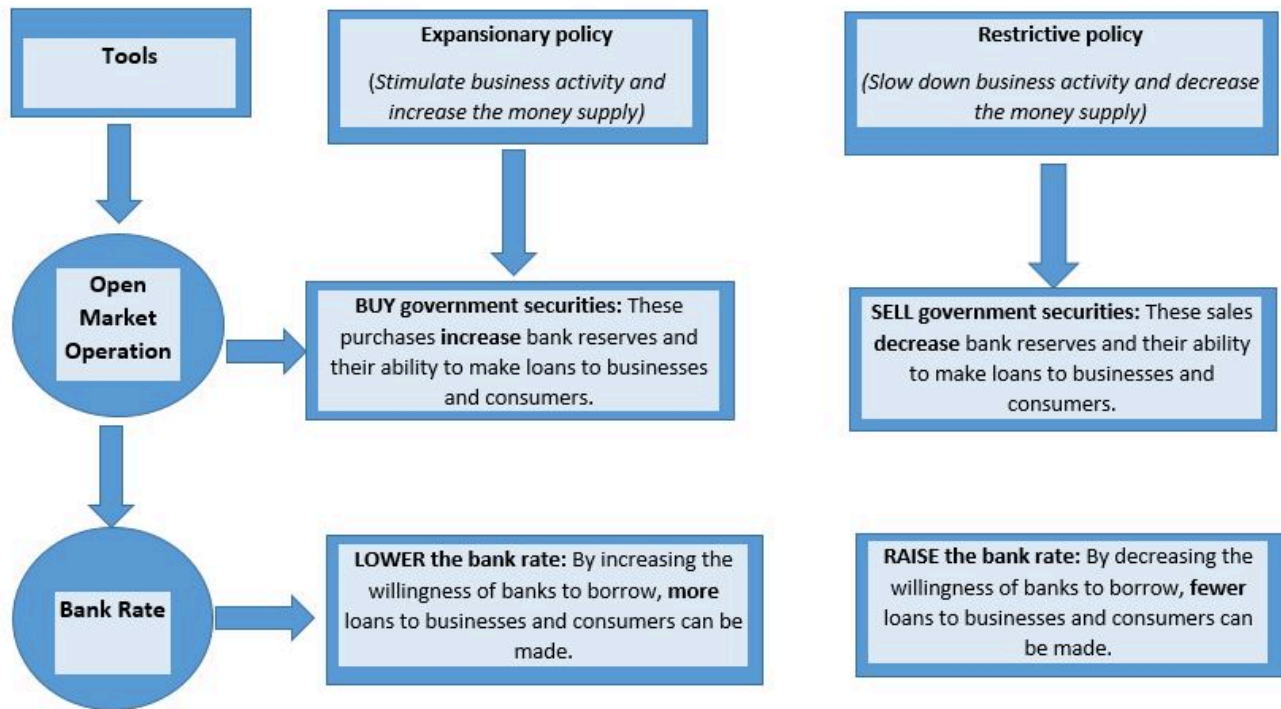 Tools
Expansionary policy
(Stimulate business activity and
increase the money supply)
Restrictive policy
(Slow down business activity and decrease
the money supply)
Open
Market
Operation
BUY government securities: These
purchases increase bank reserves and
their ability to make loans to businesses
and consumers.
SELL government securities: These sales
decrease bank reserves and their ability
to make loans to businesses and
consumers.
Bank Rate
LOWER the bank rate: By increasing the
willingness of banks to borrow, more
loans to businesses and consumers can be
made.
RAISE the bank rate: By decreasing the
willingness of banks to borrow, fewer
loans to businesses and consumers can
be made.